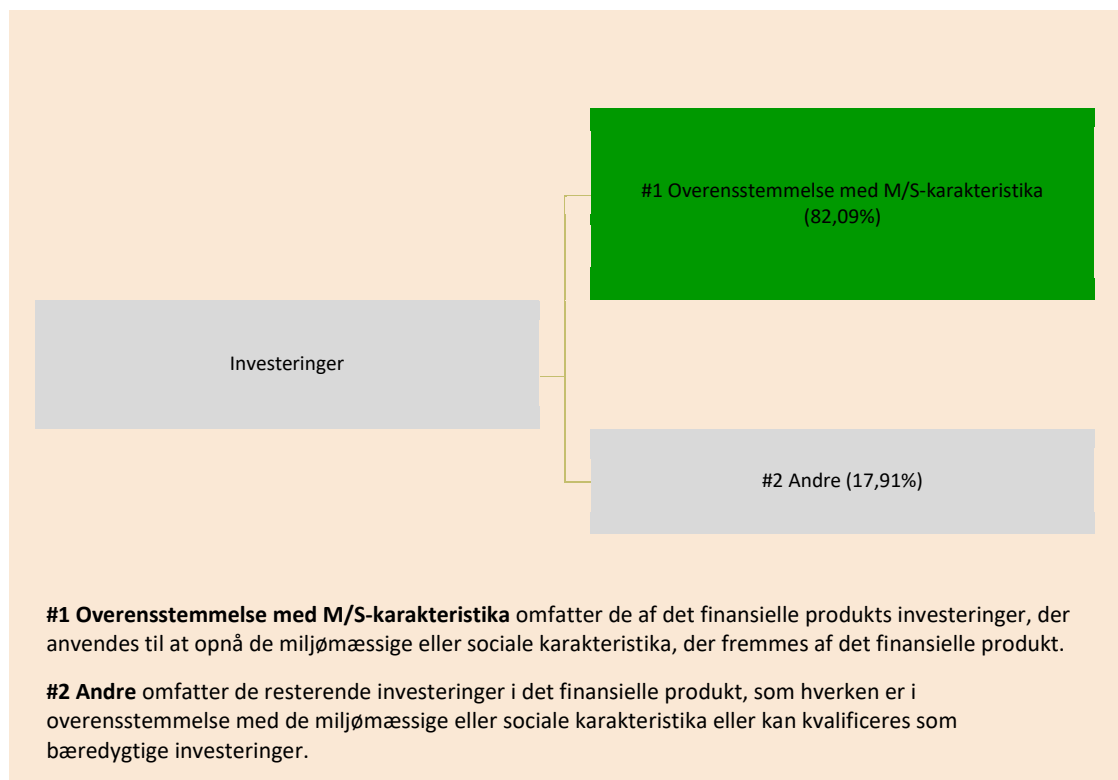 #1 Overensstemmelse med M/S-karakteristika
(82,09%)
Investeringer
#2 Andre (17,91%)
#1 Overensstemmelse med M/S-karakteristika omfatter de af det finansielle produkts investeringer, der
anvendes til at opnå de miljømæssige eller sociale karakteristika, der fremmes af det finansielle produkt.
#2 Andre omfatter de resterende investeringer i det finansielle produkt, som hverken er i
overensstemmelse med de miljømæssige eller sociale karakteristika eller kan kvalificeres som
bæredygtige investeringer.